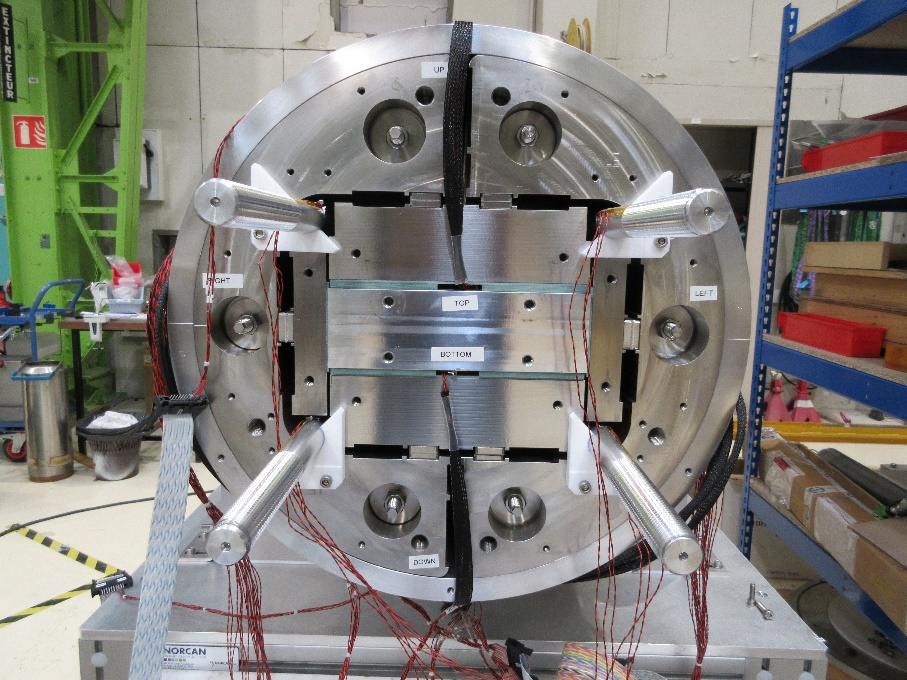 EXTINCTEUR
UP
RIGHT
LEFT
TOP
BOTTOM
DOWN
NORCAN